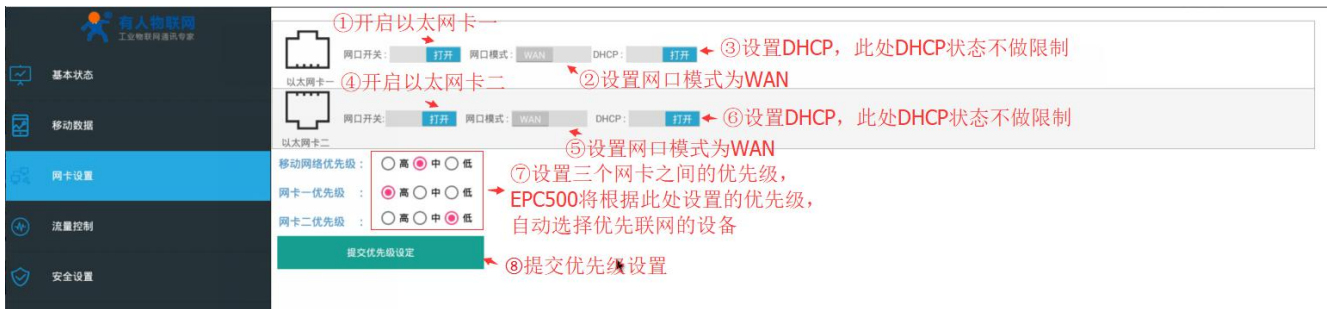 有人物联网
工业物联网通讯专家
基本状态
移动数据
网卡设置
流量控制
安全设置
①开启以太网卡一
网口开关: 打开 网口模式: WAN DHCP: 打开 ③设置DHCP，此处DHCP状态不做限制
以太网卡一
②设置网口模式为WAN
④开启以太网卡二
网口开关: 打开 网口模式: WAN DHCP: 打开 ⑥设置DHCP，此处DHCP状态不做限制
以太网卡二
⑤设置网口模式为WAN
移动网络优先级: 高 中 低
网卡一优先级 : 高 中 低
网卡二优先级 : 高 中 低
⑦设置三个网卡之间的优先级，
EPC500将根据此处设置的优先级，
自动选择优先联网的设备
提交优先级设定
⑧提交优先级设置